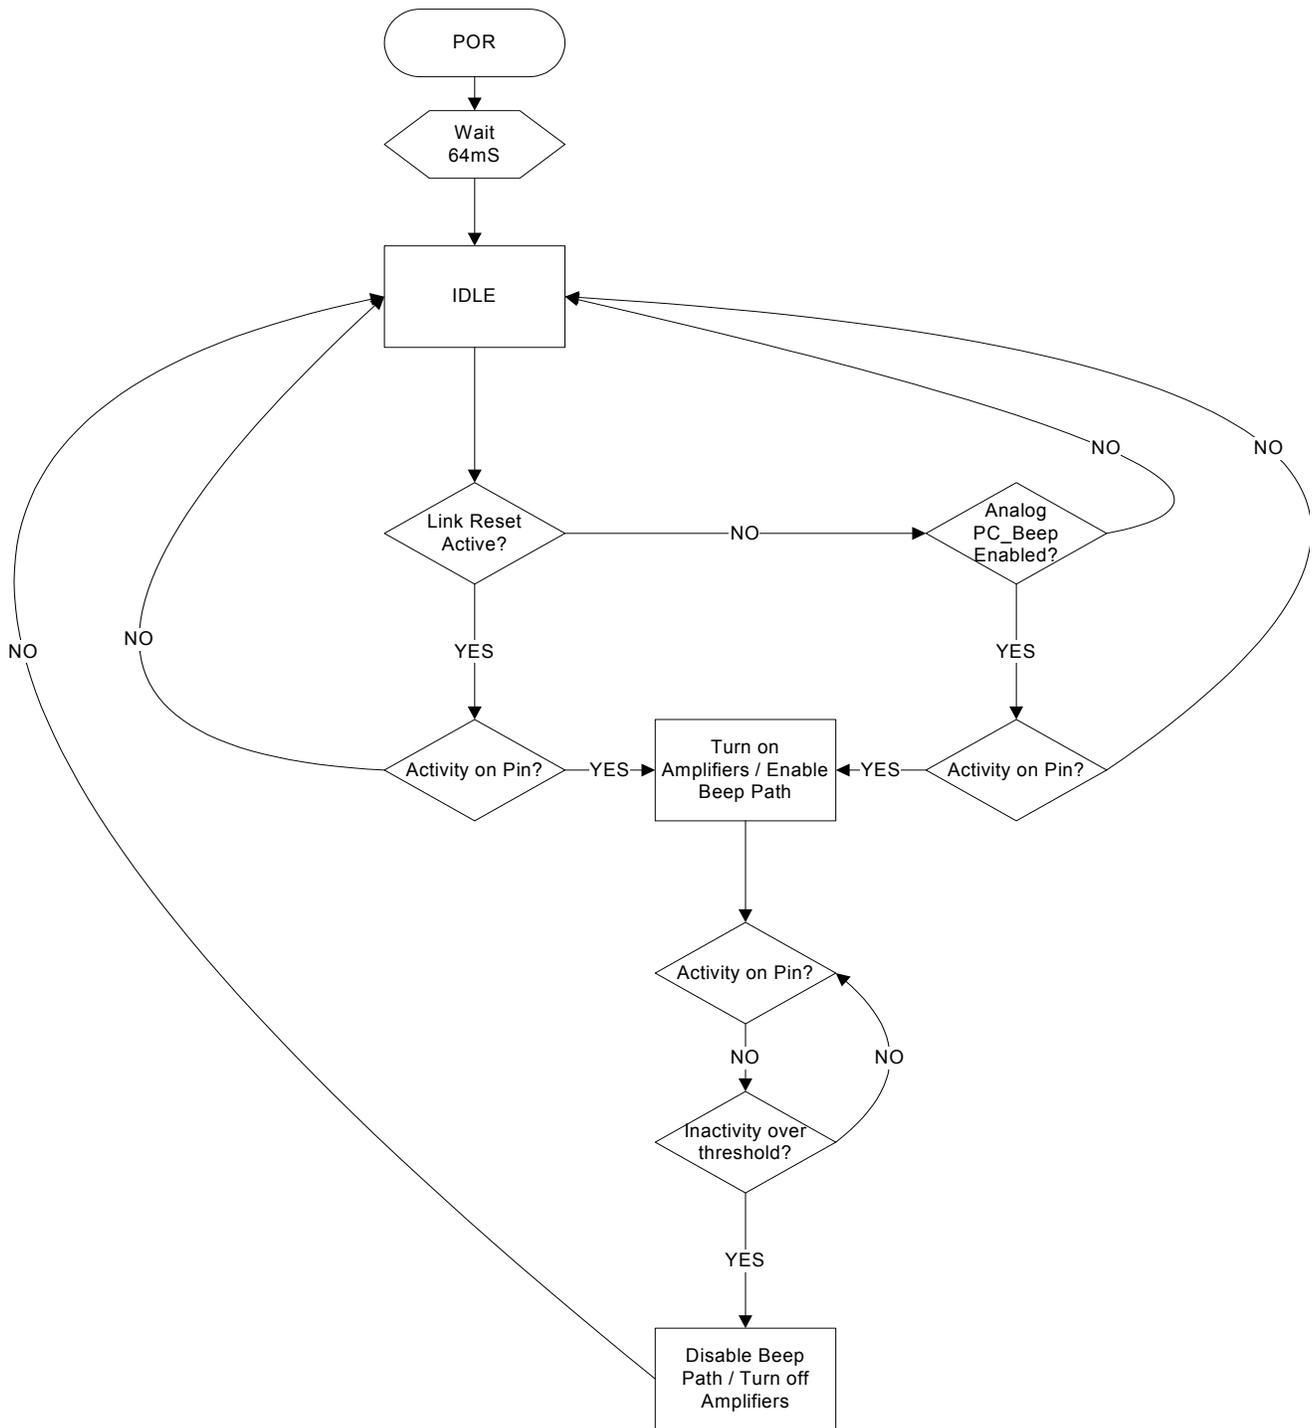 POR
Wait
64mS
IDLE
NO
NO
Link Reset
Active?
NO
Analog
PC_Beep
Enabled?
NO
NO
YES
YES
Activity on Pin?
YES
Turn on
Amplifiers / Enable
Beep Path
YES
Activity on Pin?
Activity on Pin?
NO
NO
Inactivity over
threshold?
YES
Disable Beep
Path / Turn off
Amplifiers